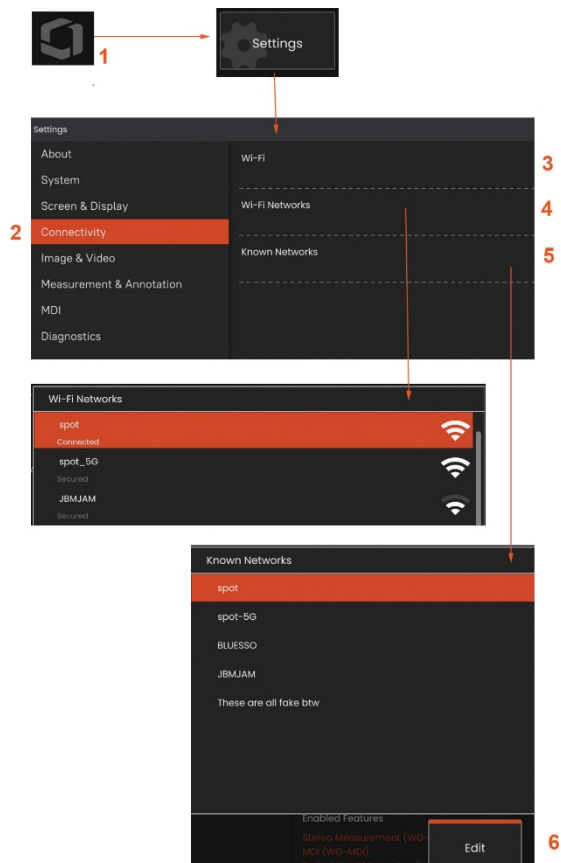 1
Settings
Settings
About
System
Screen & Display
2
Connectivity
Image & Video
Measurement & Annotation
MDI
Diagnostics
Wi-Fi
3
Wi-Fi Networks
4
Known Networks
5
Wi-Fi Networks
spot
Connected
spot_5G
Secured
JBMJAM
Secured
Known Networks
spot
spot-5G
BLUESSO
JBMJAM
These are all fake btw
Enabled Features
Stereo Measurement (WG-
MDI (WG-MDI)
Edit
6